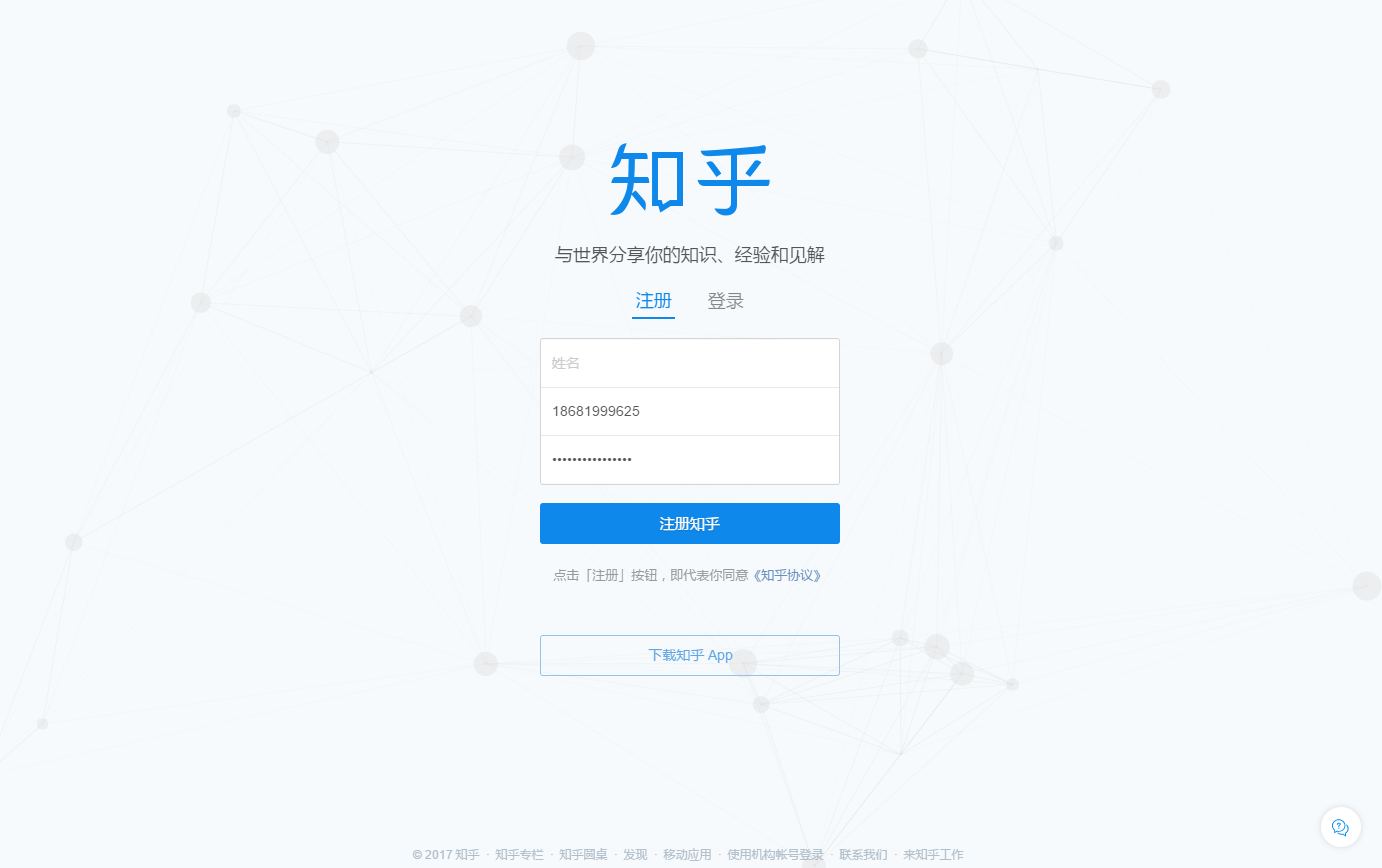 知乎
与世界分享你的知识、经验和见解
注册 登录
姓名
18681999625
••••••••••••••••
注册知乎
点击「注册」按钮，即代表你同意《知乎协议》
下载知乎 App
© 2017 知乎 · 知乎专栏 · 知乎圆桌 · 发现 · 移动应用 · 使用机构帐号登录 · 联系我们 · 来知乎工作